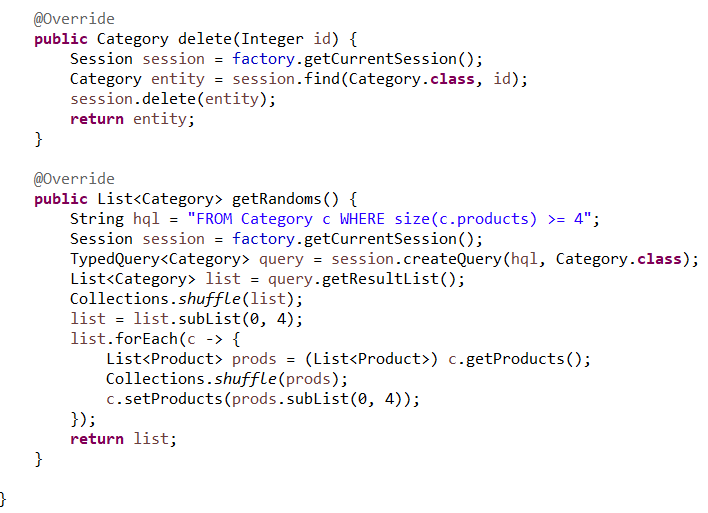 @Override
public Category delete(Integer id) {
Session session = factory.getCurrentSession();
Category entity = session.find(Category.class, id);
session.delete(entity);
return entity;
}
@Override
public List<Category> getRandoms() {
String hql = "FROM Category c WHERE size(c.products) >= 4";
Session session = factory.getCurrentSession();
TypedQuery<Category> query = session.createQuery(hql, Category.class);
List<Category> list = query.getResultList();
Collections.shuffle(list);
list = list.subList(0, 4);
list.forEach(c -> {
List<Product> prods = (List<Product>) c.getProducts();
Collections.shuffle(prods);
c.setProducts(prods.subList(0, 4));
});
return list;
}
}